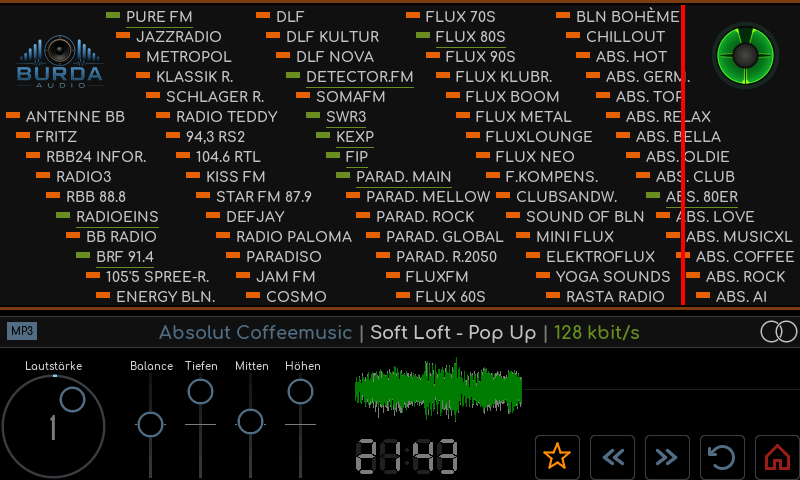 BURDA
AUDIO
ANTENNE BB
FRITZ
RBB24 INFOR.
RADIO3
RBB 88.8
RADIOEINS
BB RADIO
BRF 91.4
105'5 SPREE-R.
ENERGY BLN.
PURE FM
JAZZRADIO
METROPOL
KLASSIK R.
SCHLAGER R.
RADIO TEDDY
94,3 RS2
104.6 RTL
KISS FM
STAR FM 87.9
DEFJAY
RADIO PALOMA
PARADISO
JAM FM
COSMO
DLF
DLF KULTUR
DLF NOVA
DETECTOR.FM
SOMAFM
SWR3
KEXP
FIP
PARAD. MAIN
PARAD. MELLOW
PARAD. ROCK
PARAD. GLOBAL
PARAD. R.2050
FLUXFM
FLUX 60S
FLUX 70S
FLUX 80S
FLUX 90S
FLUX KLUBR.
FLUX BOOM
FLUX METAL
FLUXLOUNGE
FLUX NEO
F.KOMPENS.
CLUBSANDW.
SOUND OF BLN
MINI FLUX
ELEKTROFLUX
YOGA SOUNDS
RASTA RADIO
BLN BOHÈME
CHILLOUT
ABS. HOT
ABS. GERM.
ABS. TOP
ABS. RELAX
ABS. BELLA
ABS. OLDIE
ABS. CLUB
ABS. 80ER
ABS. LOVE
ABS. MUSICXL
ABS. COFFEE
ABS. ROCK
ABS. AI
MP3
Absolut Coffeemusic | Soft Loft - Pop Up | 128 kbit/s
Lautstärke
1
Balance
Tiefen
Mitten
Höhen
21:43